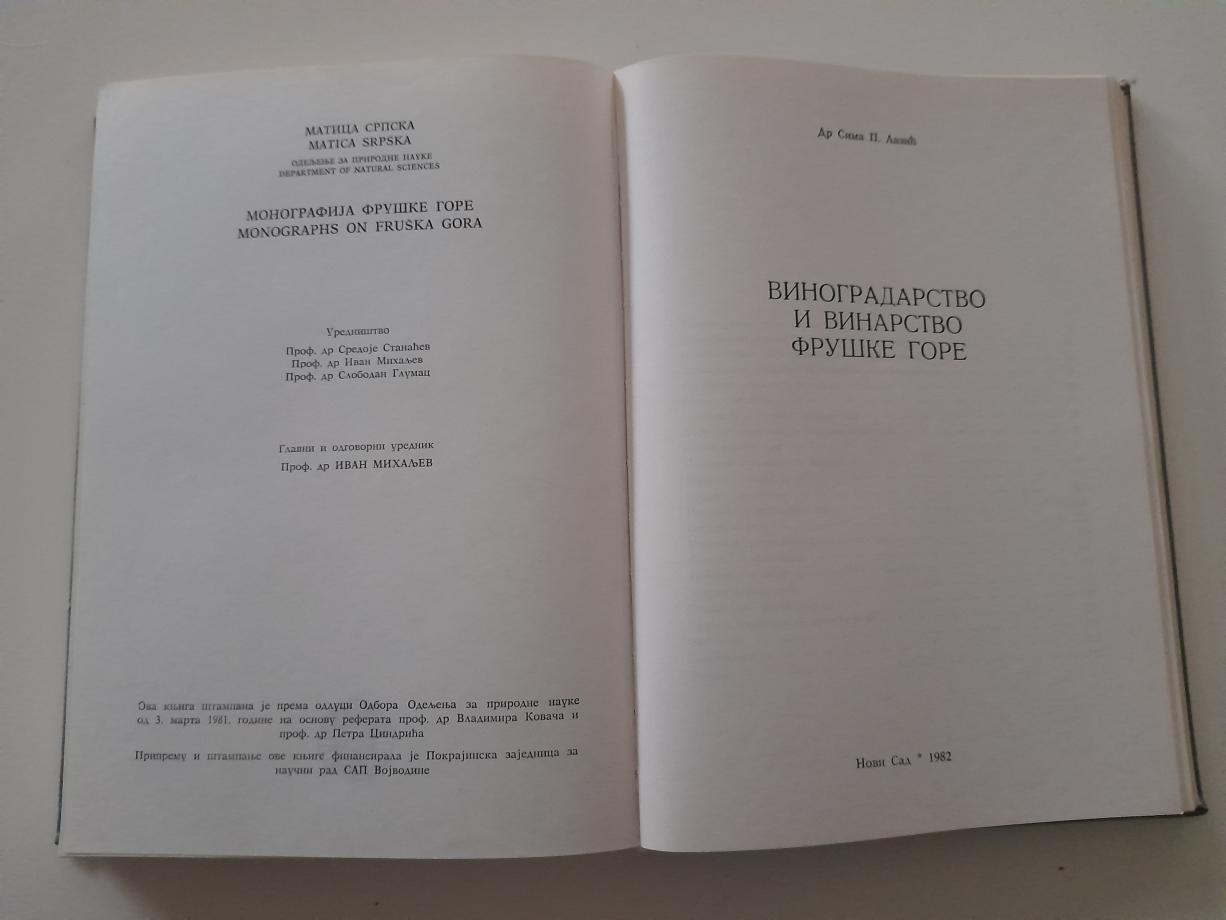 МАТИЦА СРПСКА
MATICA SRPSKA
ОДЕЉЕЊЕ ЗА ПРИРОДНЕ НАУКЕ
DEPARTMENT OF NATURAL SCIENCES
МОНОГРАФИЈА ФРУШКЕ ГОРЕ
MONOGRAPHS ON FRUŠKA GORA
Уредништво
Проф. др Средоје Станаћев
Проф. др Иван Михаљев
Проф. др Слободан Глумац
Главни и одговорни уредник
Проф. др ИВАН МИХАЉЕВ
Ова књига штампана је према одлуци Одбора Одељења за природне науке
од 3. марта 1981. године на основу реферата проф. др Владимира Ковача и
проф. др Петра Циндрића
Припрему и штампање ове књиге финансирала је Покрајинска заједница за
научни рад САП Војводине
Др Сима П. Лазић
ВИНОГРАДАРСТВО
И ВИНАРСТВО
ФРУШКЕ ГОРЕ
Нови Сад * 1982